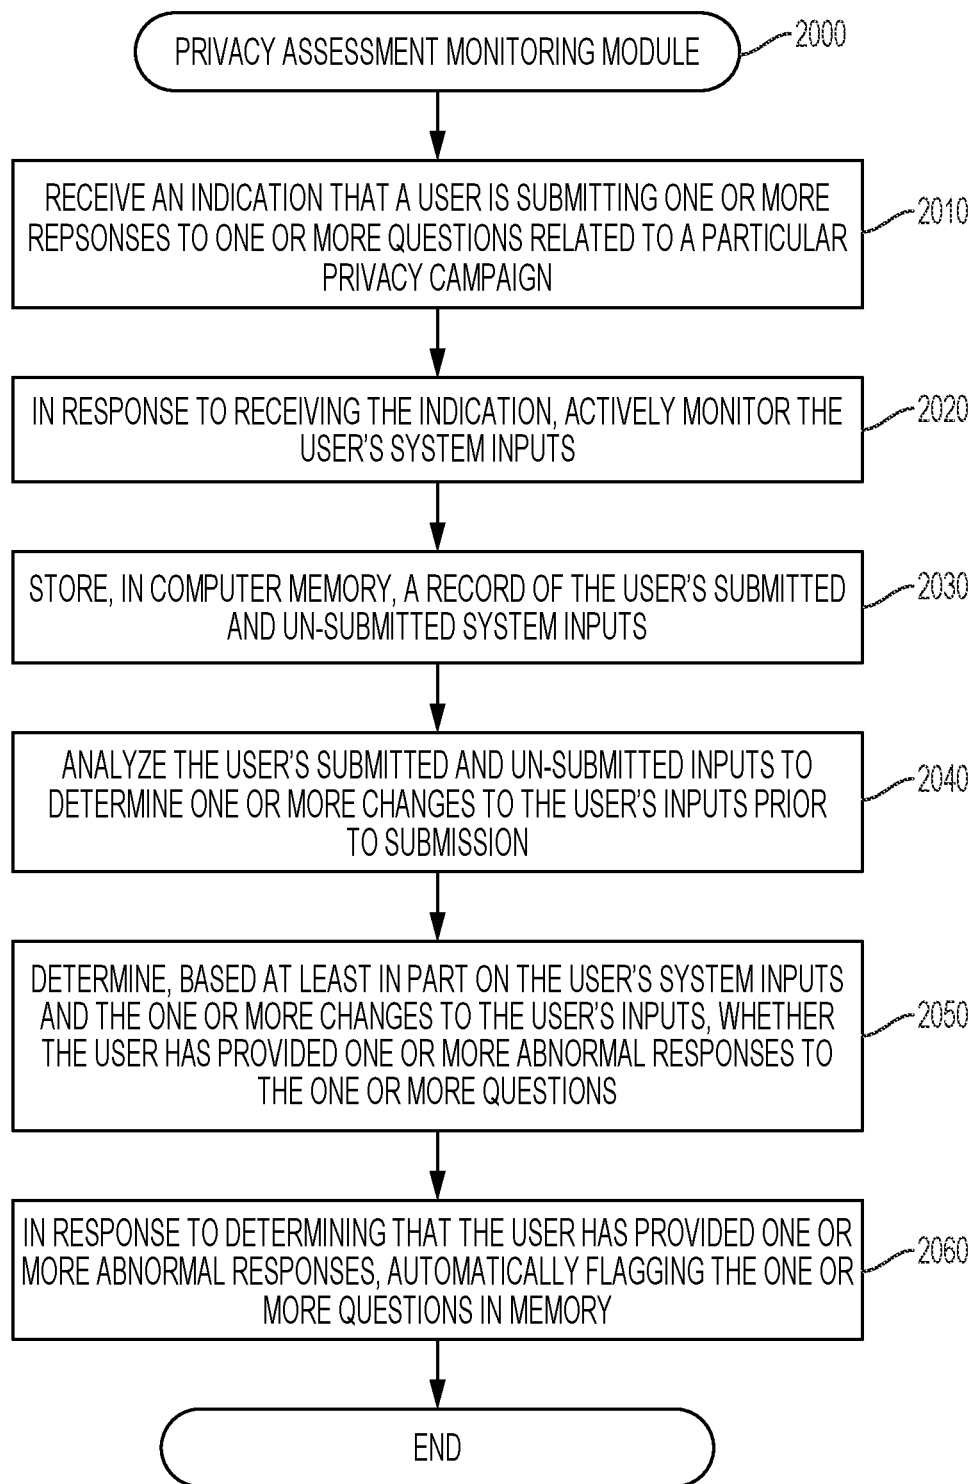 PRIVACY ASSESSMENT MONITORING MODULE
2000
RECEIVE AN INDICATION THAT A USER IS SUBMITTING ONE OR MORE
REPSONSES TO ONE OR MORE QUESTIONS RELATED TO A PARTICULAR
PRIVACY CAMPAIGN
2010
IN RESPONSE TO RECEIVING THE INDICATION, ACTIVELY MONITOR THE
USER'S SYSTEM INPUTS
2020
STORE, IN COMPUTER MEMORY, A RECORD OF THE USER'S SUBMITTED
AND UN-SUBMITTED SYSTEM INPUTS
2030
ANALYZE THE USER'S SUBMITTED AND UN-SUBMITTED INPUTS TO
DETERMINE ONE OR MORE CHANGES TO THE USER'S INPUTS PRIOR
TO SUBMISSION
2040
DETERMINE, BASED AT LEAST IN PART ON THE USER'S SYSTEM INPUTS
AND THE ONE OR MORE CHANGES TO THE USER'S INPUTS, WHETHER
THE USER HAS PROVIDED ONE OR MORE ABNORMAL RESPONSES TO
THE ONE OR MORE QUESTIONS
2050
IN RESPONSE TO DETERMINING THAT THE USER HAS PROVIDED ONE OR
MORE ABNORMAL RESPONSES, AUTOMATICALLY FLAGGING THE ONE OR
MORE QUESTIONS IN MEMORY
2060
END